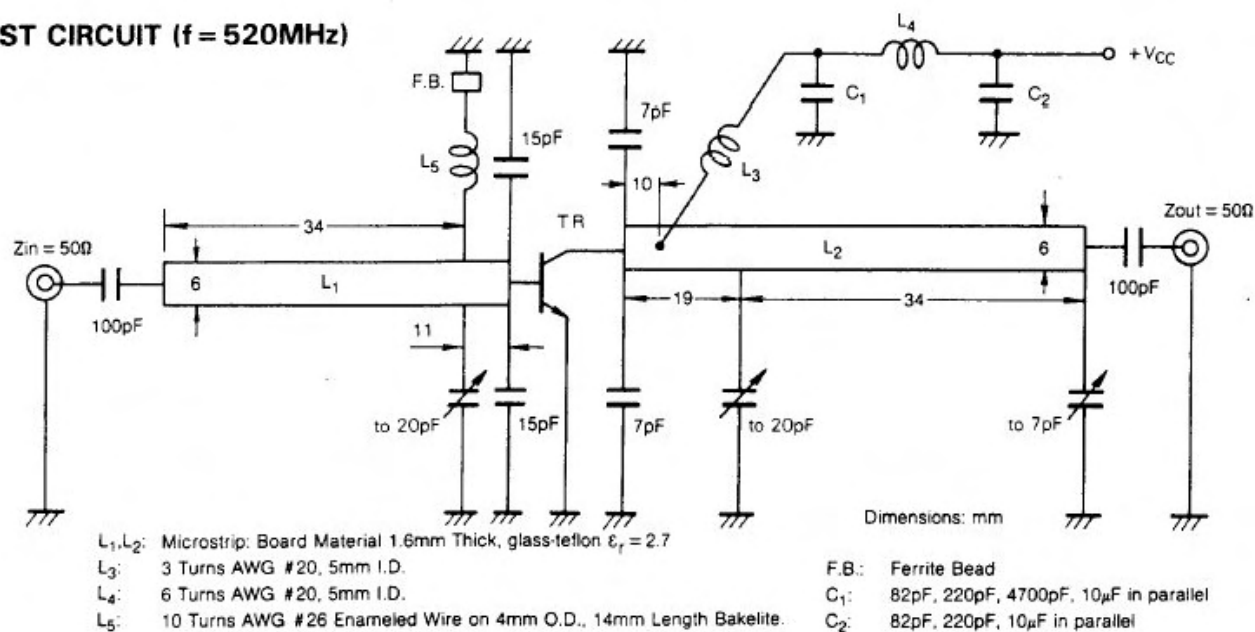 ST CIRCUIT (f = 520MHz)
L4
+ VCC
F.B.
C1
C2
7pF
15pF
L5
L3
10
34
TR
Zin = 50Ω
Zout = 50Ω
6
L1
L2
6
100pF
19
34
100pF
11
to 20pF
15pF
7pF
to 20pF
to 7pF
Dimensions: mm
L1,L2: Microstrip: Board Material 1.6mm Thick, glass-teflon εr = 2.7
L3: 3 Turns AWG #20, 5mm I.D.
L4: 6 Turns AWG #20, 5mm I.D.
L5: 10 Turns AWG #26 Enameled Wire on 4mm O.D., 14mm Length Bakelite.
F.B.: Ferrite Bead
C1: 82pF, 220pF, 4700pF, 10μF in parallel
C2: 82pF, 220pF, 10μF in parallel